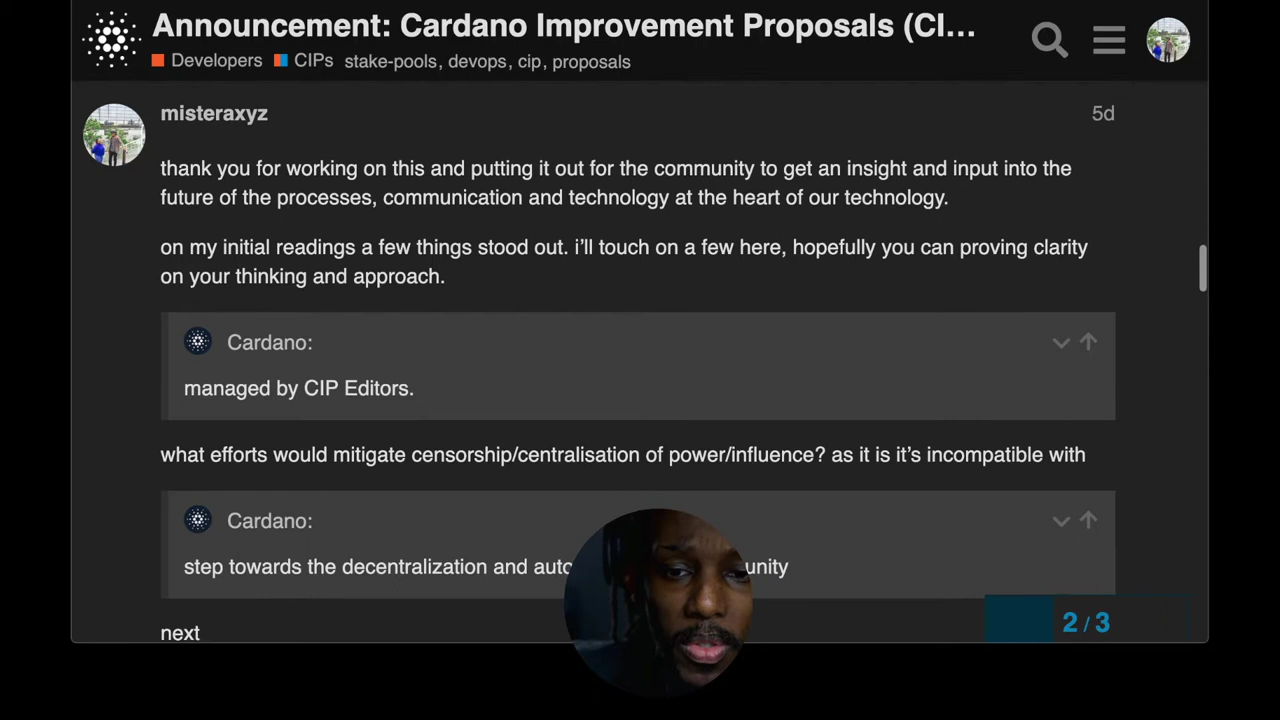 Announcement: Cardano Improvement Proposals (CI...
Developers CIPs stake-pools, devops, cip, proposals
misteraxyz 5d
thank you for working on this and putting it out for the community to get an insight and input into the
future of the processes, communication and technology at the heart of our technology.
on my initial readings a few things stood out. i'll touch on a few here, hopefully you can proving clarity
on your thinking and approach.
Cardano:
managed by CIP Editors.
what efforts would mitigate censorship/centralisation of power/influence? as it is it's incompatible with
Cardano:
step towards the decentralization and
next
2 / 3